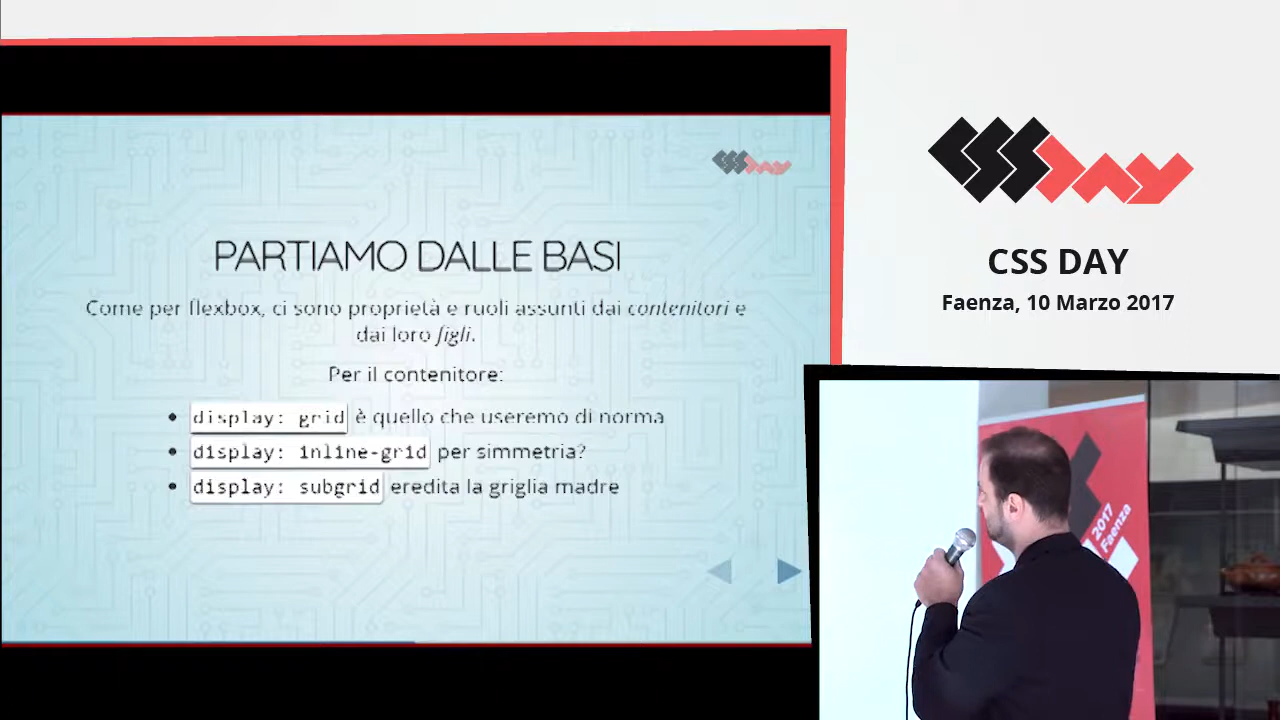 CSSDAY
PARTIAMO DALLE BASI
Come per flexbox, ci sono proprietà e ruoli assunti dai contenitori e
dai loro figli.
Per il contenitore:
display: grid è quello che useremo di norma
display: inline-grid per simmetria?
display: subgrid eredita la griglia madre
CSSDAY
CSS DAY
Faenza, 10 Marzo 2017
2017
Faenza